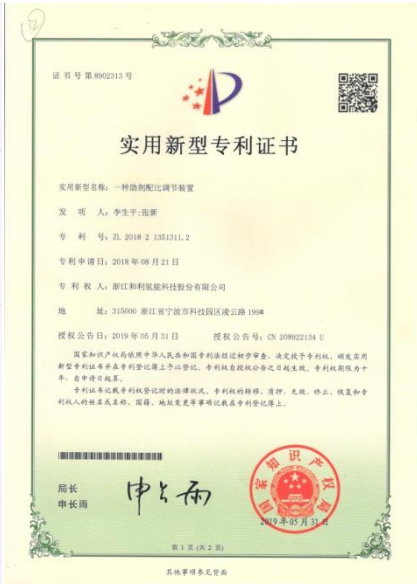 证书号第8902313号
实用新型专利证书
实用新型名称：一种助剂配比调节装置
发 明 人：李生平;张新
专 利 号：ZL 2018 2 1351311.2
专利申请日：2018年08月21日
专 利 权 人：浙江和利氢能科技股份有限公司
地 址：315000 浙江省宁波市科技园区凌云路199#
授权公告日：2019年05月31日 授权公告号：CN 208922134 U
国家知识产权局依照中华人民共和国专利法经过初步审查，决定授予专利权，颁发实用
新型专利证书并在专利登记簿上予以登记。专利权自授权公告之日起生效。专利权期限为十
年，自申请日起算。
专利证书记载专利权登记时的法律状况。专利权的转移、质押、无效、终止、恢复和专
利权人的姓名或名称、国籍、地址变更等事项记载在专利登记簿上。
局长
申长雨
申长雨
国家知识产权局
2019年05月31日
第 1 页 (共 2 页)
其他事项参见背面